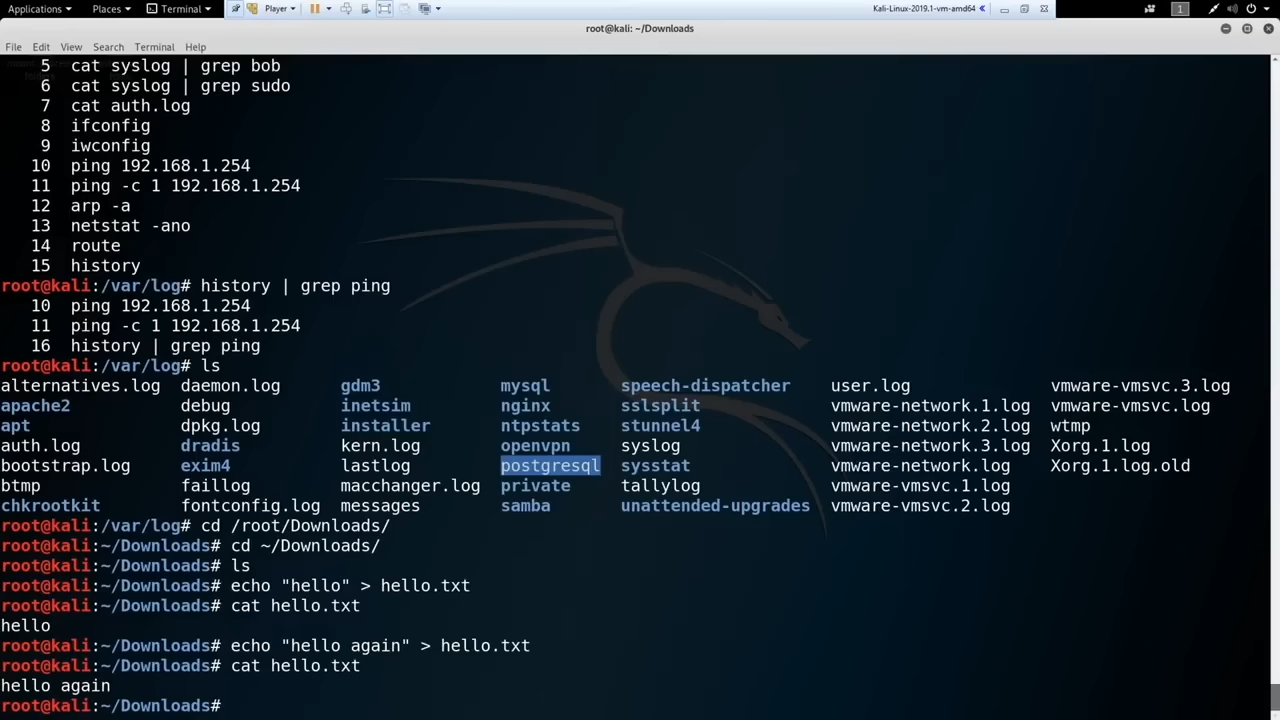 Applications Places Terminal Player Kali-Linux-2019.1-vm-amd64 1
root@kali: ~/Downloads
File Edit View Search Terminal Help
5 cat syslog | grep bob
6 cat syslog | grep sudo
7 cat auth.log
8 ifconfig
9 iwconfig
10 ping 192.168.1.254
11 ping -c 1 192.168.1.254
12 arp -a
13 netstat -ano
14 route
15 history
root@kali:/var/log# history | grep ping
10 ping 192.168.1.254
11 ping -c 1 192.168.1.254
16 history | grep ping
root@kali:/var/log# ls
alternatives.log daemon.log gdm3 mysql speech-dispatcher user.log vmware-vmsvc.3.log
apache2 debug inetsim nginx sslsplit vmware-network.1.log vmware-vmsvc.log
apt dpkg.log installer ntpstats stunnel4 vmware-network.2.log wtmp
auth.log dradis kern.log openvpn syslog vmware-network.3.log Xorg.1.log
bootstrap.log exim4 lastlog postgresql sysstat vmware-network.log Xorg.1.log.old
btmp faillog macchanger.log private tallylog vmware-vmsvc.1.log
chkrootkit fontconfig.log messages samba unattended-upgrades vmware-vmsvc.2.log
root@kali:/var/log# cd /root/Downloads/
root@kali:~/Downloads# cd ~/Downloads/
root@kali:~/Downloads# ls
root@kali:~/Downloads# echo "hello" > hello.txt
root@kali:~/Downloads# cat hello.txt
hello
root@kali:~/Downloads# echo "hello again" > hello.txt
root@kali:~/Downloads# cat hello.txt
hello again
root@kali:~/Downloads#